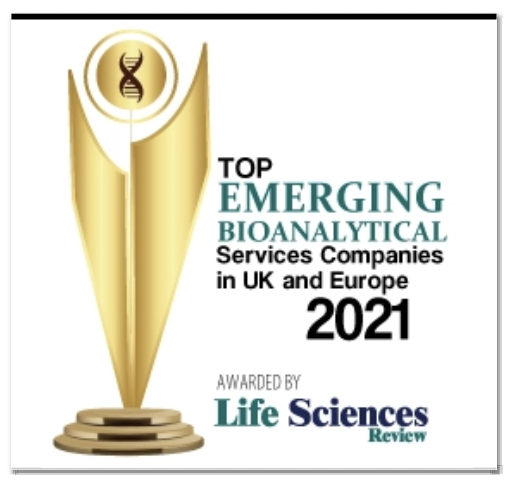 TOP
EMERGING
BIOANALYTICAL
Services Companies
in UK and Europe
2021
AWARDED BY
Life Sciences
Review